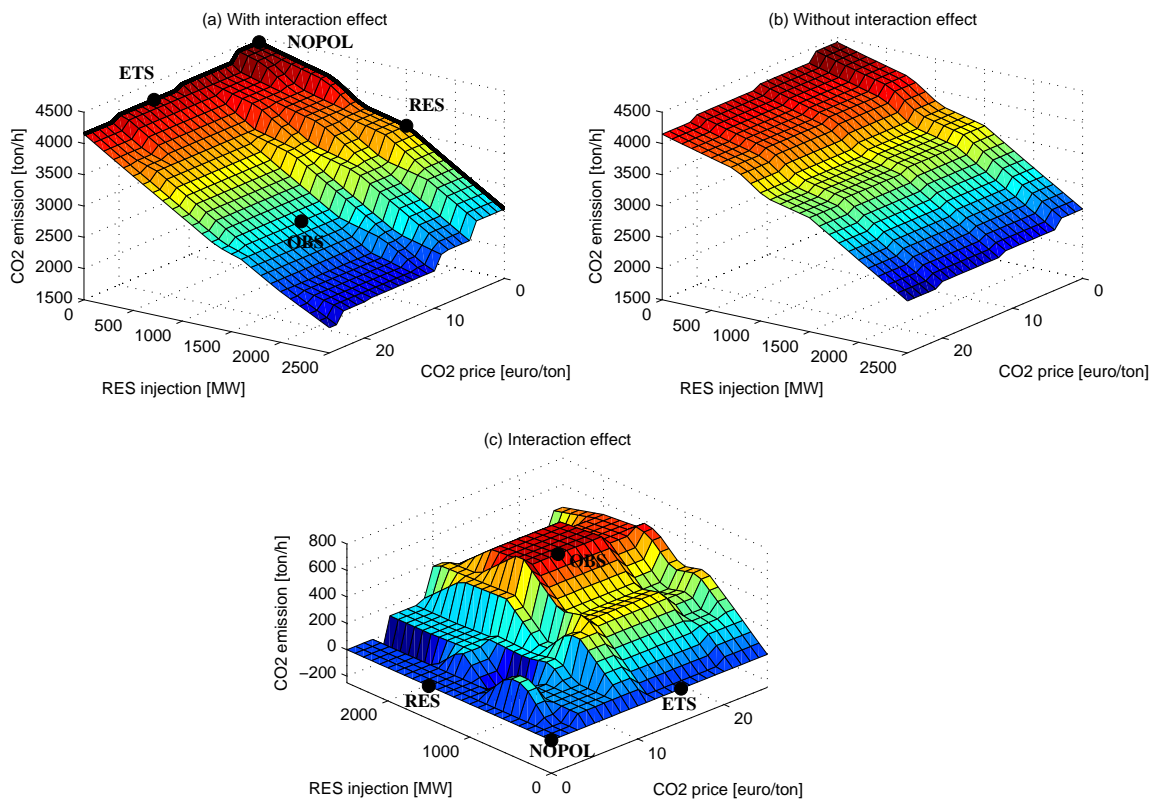 (a) With interaction effect
NOPOL
ETS
RES
OBS
4500
4000
3500
3000
2500
2000
1500
CO2 emission [ton/h]
0
500
1000
1500
2000
2500
RES injection [MW]
0
10
20
CO2 price [euro/ton]
(b) Without interaction effect
4500
4000
3500
3000
2500
2000
1500
CO2 emission [ton/h]
0
500
1000
1500
2000
2500
RES injection [MW]
0
10
20
CO2 price [euro/ton]
(c) Interaction effect
800
600
400
200
0
−200
CO2 emission [ton/h]
OBS
RES
ETS
NOPOL
2000
1000
0
RES injection [MW]
0
10
20
CO2 price [euro/ton]